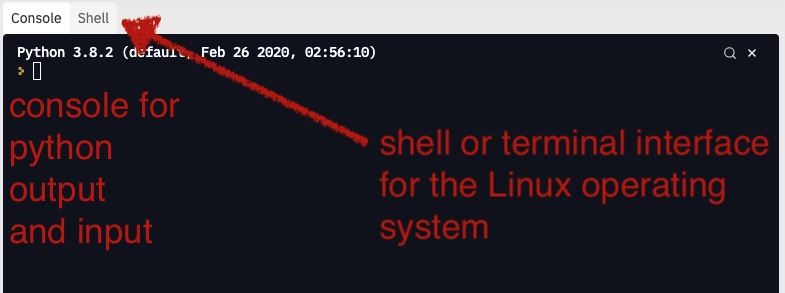 Console Shell
Python 3.8.2 (default, Feb 26 2020, 02:56:10)
console for
python
output
and input
shell or terminal interface
for the Linux operating
system